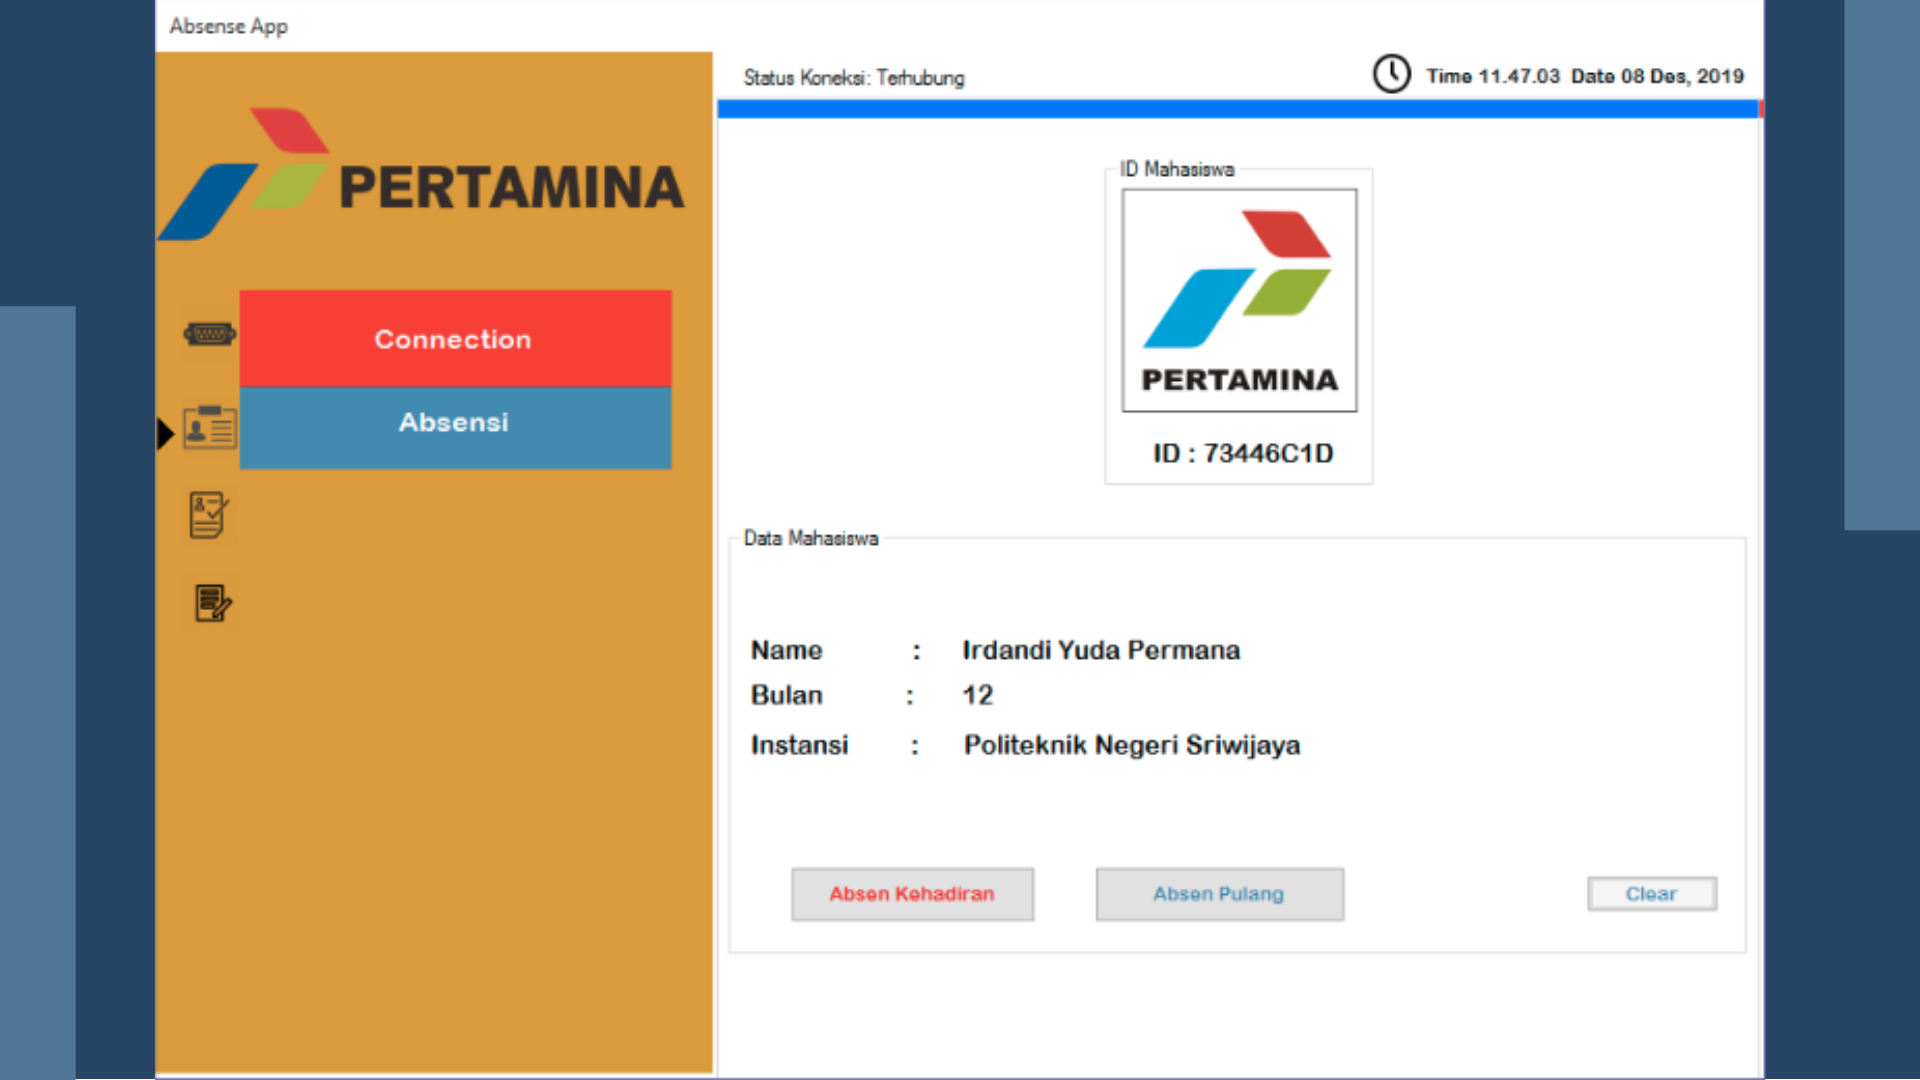 Absense App
PERTAMINA
Connection
Absensi
Status Koneksi: Terhubung
Time 11.47.03 Date 08 Des, 2019
ID Mahasiswa
PERTAMINA
ID : 73446C1D
Data Mahasiswa
Name : Irdandi Yuda Permana
Bulan : 12
Instansi : Politeknik Negeri Sriwijaya
Absen Kehadiran Absen Pulang Clear